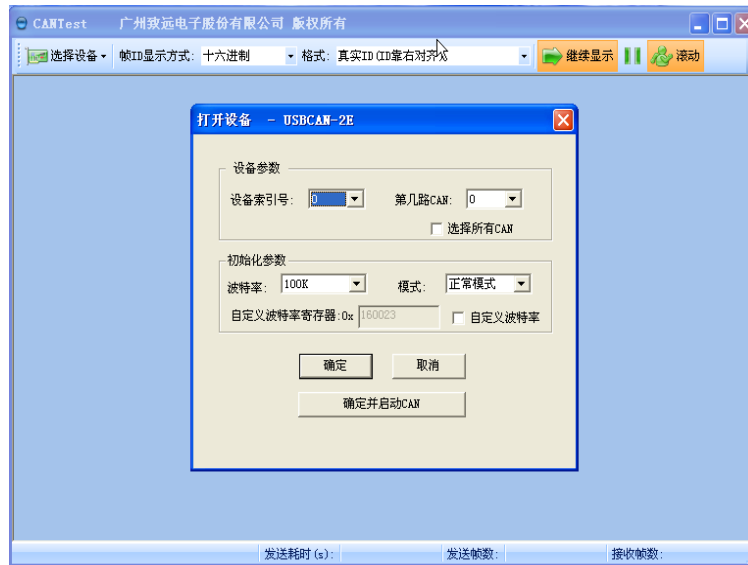 CANTest 广州致远电子股份有限公司 版权所有
选择设备 帧ID显示方式: 十六进制 格式: 真实ID(ID靠右对齐) 继续显示 滚动
打开设备 - USBCAN-2E
设备参数
设备索引号: 0 第几路CAN: 0
选择所有CAN
初始化参数
波特率: 100K 模式: 正常模式
自定义波特率寄存器:0x 160023 自定义波特率
确定 取消
确定并启动CAN
发送耗时(s): 发送帧数: 接收帧数: